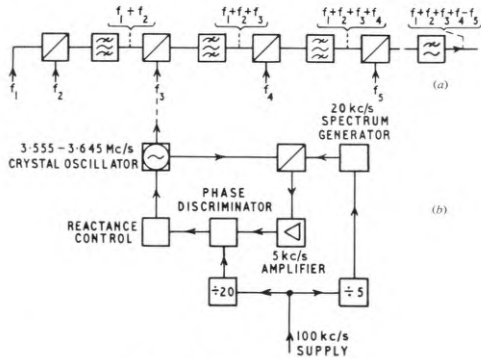 f₁+f₂
f₁+f₂+f₃
f₁+f₂+f₃+f₄
f₁+f₂+f₃+f₄-f₅
f₁
f₂
f₃
f₄
f₅
(a)
20 kc/s
SPECTRUM
GENERATOR
3·555–3·645 Mc/s
CRYSTAL OSCILLATOR
PHASE
DISCRIMINATOR
(b)
REACTANCE
CONTROL
5 kc/s
AMPLIFIER
÷20
÷5
100 kc/s
SUPPLY